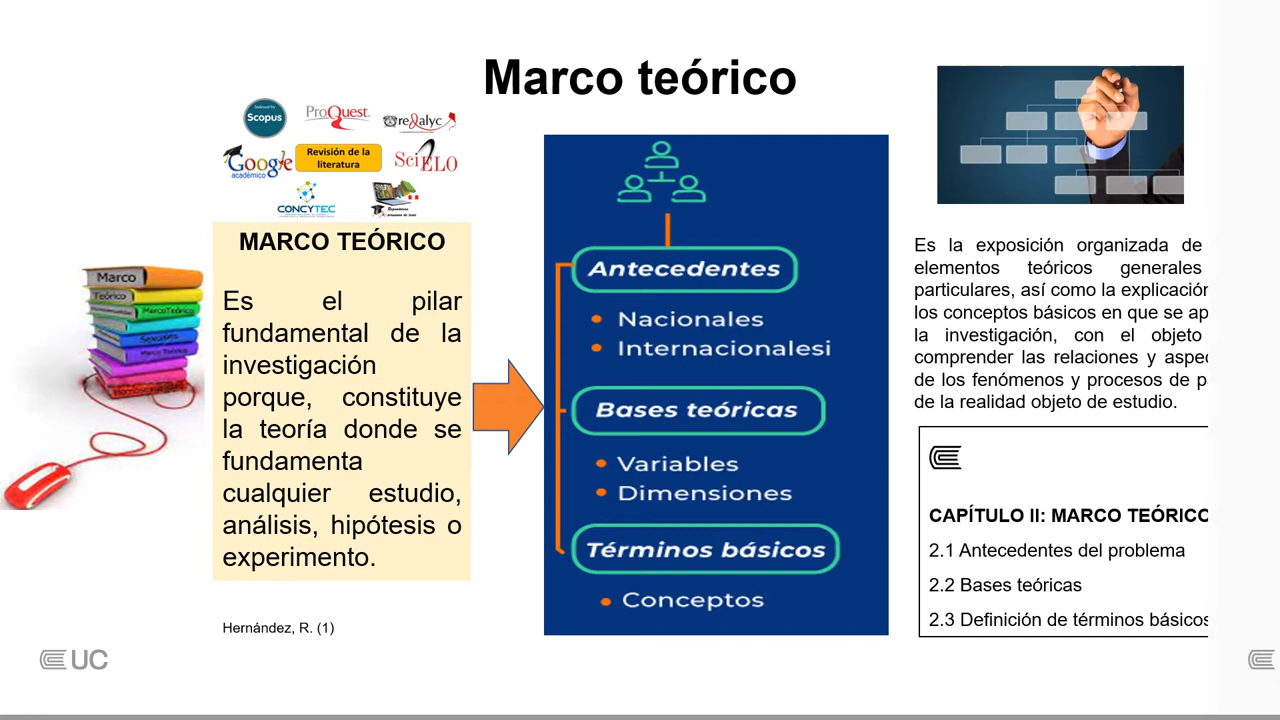 Marco teórico
Indexed by
Scopus
ProQuest
redalyc
Google
académico
Revisión de la
literatura
SciELO
CONCYTEC
MARCO TEÓRICO
Es el pilar
fundamental de la
investigación
porque, constituye
la teoría donde se
fundamenta
cualquier estudio,
análisis, hipótesis o
experimento.
Hernández, R. (1)
UC
Marco
Teórico
MarcoTeórico
Marco Teórico
Antecedentes
Nacionales
Internacionalesi
Bases teóricas
Variables
Dimensiones
Términos básicos
Conceptos
Es la exposición organizada de
elementos teóricos generales
particulares, así como la explicación
los conceptos básicos en que se ap
la investigación, con el objeto
comprender las relaciones y aspec
de los fenómenos y procesos de p
de la realidad objeto de estudio.
CAPÍTULO II: MARCO TEÓRICO
2.1 Antecedentes del problema
2.2 Bases teóricas
2.3 Definición de términos básicos